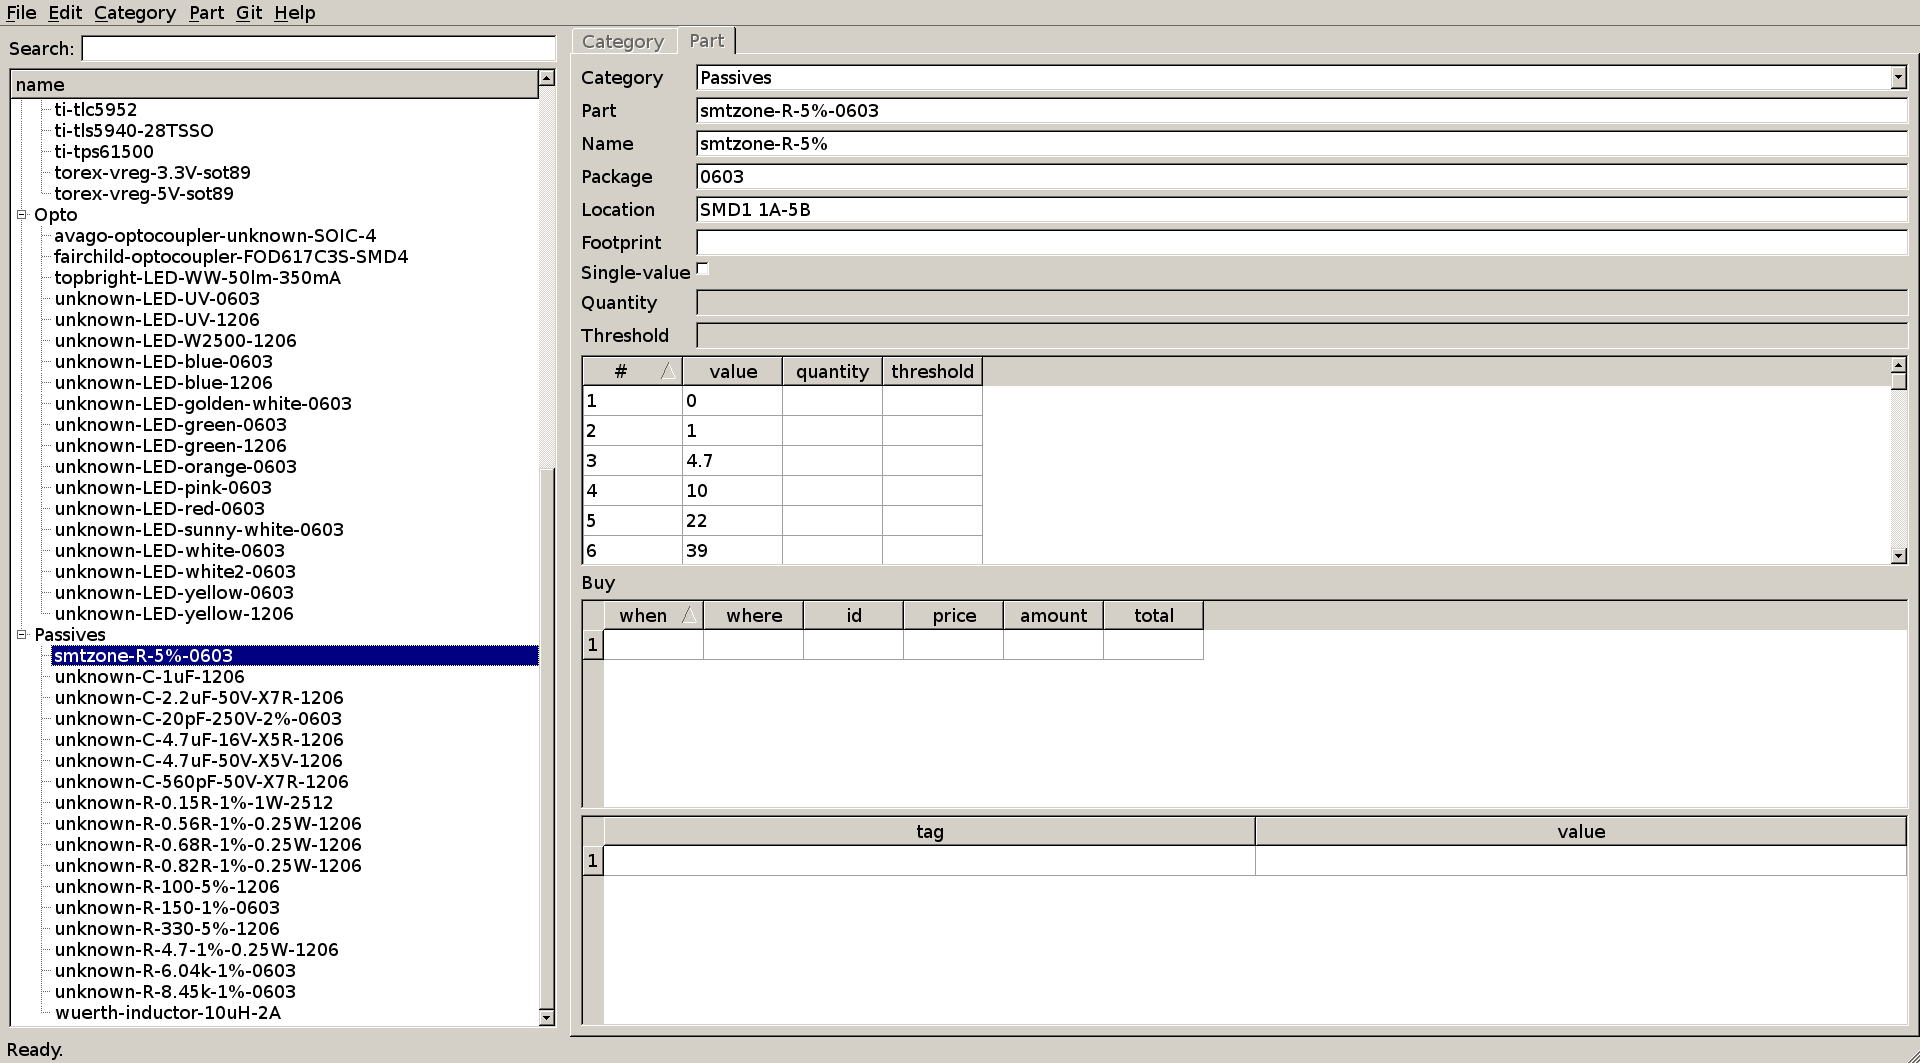 File Edit Category Part Git Help
Search:
name
ti-tlc5952
ti-tls5940-28TSSO
ti-tps61500
torex-vreg-3.3V-sot89
torex-vreg-5V-sot89
Opto
avago-optocoupler-unknown-SOIC-4
fairchild-optocoupler-FOD617C3S-SMD4
topbright-LED-WW-50lm-350mA
unknown-LED-UV-0603
unknown-LED-UV-1206
unknown-LED-W2500-1206
unknown-LED-blue-0603
unknown-LED-blue-1206
unknown-LED-golden-white-0603
unknown-LED-green-0603
unknown-LED-green-1206
unknown-LED-orange-0603
unknown-LED-pink-0603
unknown-LED-red-0603
unknown-LED-sunny-white-0603
unknown-LED-white-0603
unknown-LED-white2-0603
unknown-LED-yellow-0603
unknown-LED-yellow-1206
Passives
smtzone-R-5%-0603
unknown-C-1uF-1206
unknown-C-2.2uF-50V-X7R-1206
unknown-C-20pF-250V-2%-0603
unknown-C-4.7uF-16V-X5R-1206
unknown-C-4.7uF-50V-X5V-1206
unknown-C-560pF-50V-X7R-1206
unknown-R-0.15R-1%-1W-2512
unknown-R-0.56R-1%-0.25W-1206
unknown-R-0.68R-1%-0.25W-1206
unknown-R-0.82R-1%-0.25W-1206
unknown-R-100-5%-1206
unknown-R-150-1%-0603
unknown-R-330-5%-1206
unknown-R-4.7-1%-0.25W-1206
unknown-R-6.04k-1%-0603
unknown-R-8.45k-1%-0603
wuerth-inductor-10uH-2A
Category Part
Category Passives
Part smtzone-R-5%-0603
Name smtzone-R-5%
Package 0603
Location SMD1 1A-5B
Footprint
Single-value
Quantity
Threshold
# value quantity threshold
1 0
2 1
3 4.7
4 10
5 22
6 39
Buy
when where id price amount total
1
tag value
1
Ready.